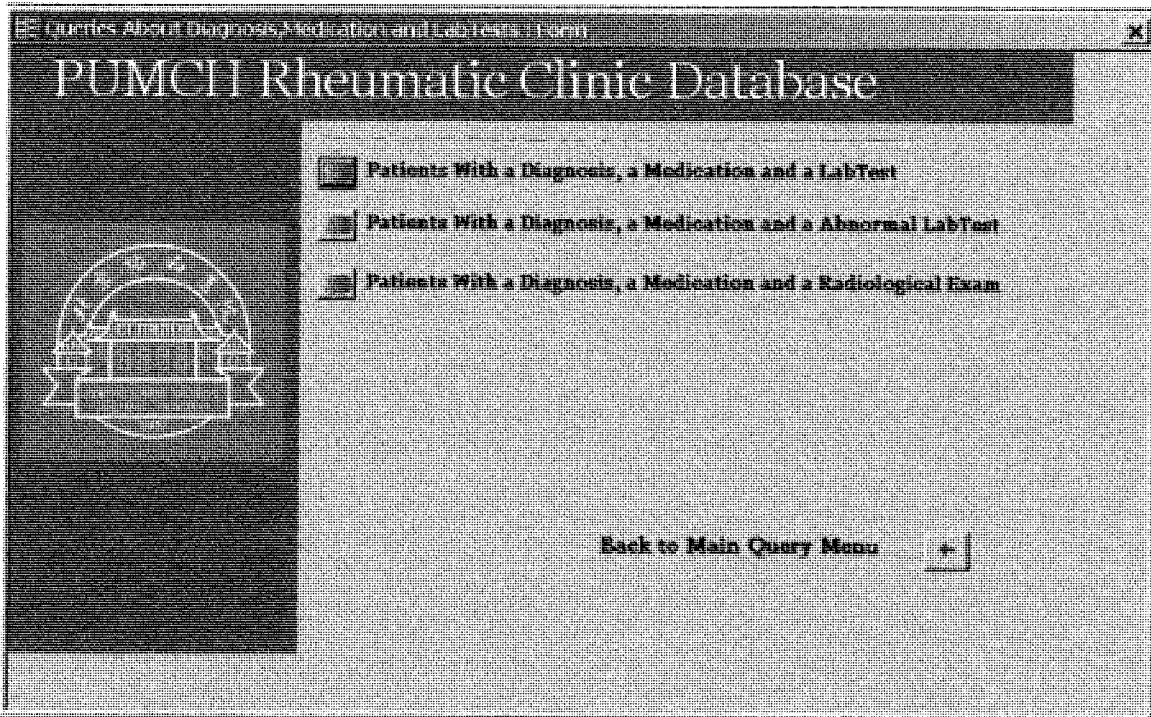 Queries About Diagnosis,Medication and LabTests : Form
PUMCH Rheumatic Clinic Database
Patients With a Diagnosis, a Medication and a LabTest
Patients With a Diagnosis, a Medication and a Abnormal LabTest
Patients With a Diagnosis, a Medication and a Radiological Exam
Back to Main Query Menu